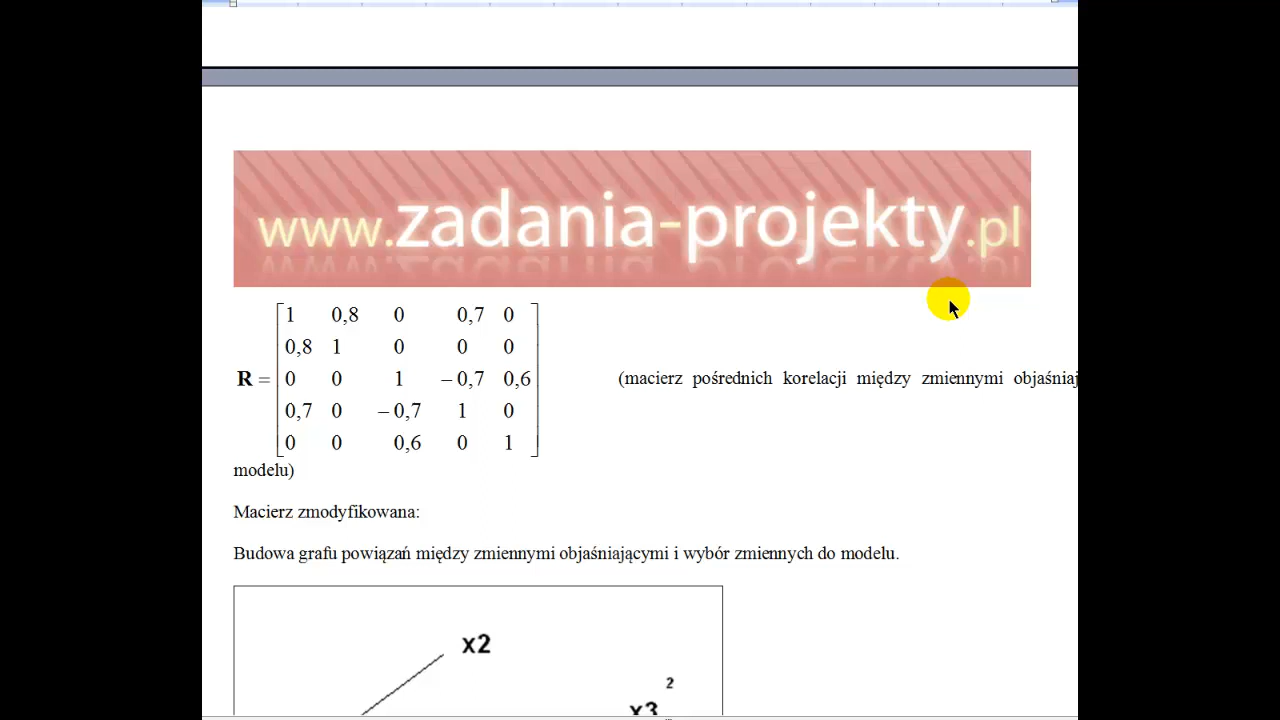 www.zadania-projekty.pl
1 0,8 0 0,7 0
0,8 1 0 0 0
R = 0 0 1 – 0,7 0,6 (macierz pośrednich korelacji między zmiennymi objaśniaj
0,7 0 – 0,7 1 0
0 0 0,6 0 1
modelu)
Macierz zmodyfikowana:
Budowa grafu powiązań między zmiennymi objaśniającymi i wybór zmiennych do modelu.
x2
2
x3